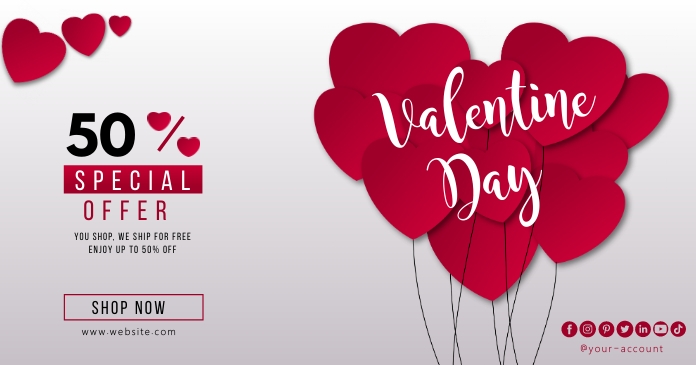 50%
SPECIAL
OFFER
YOU SHOP, WE SHIP FOR FREE
ENJOY UP TO 50% OFF
SHOP NOW
www.website.com
Valentine
Day
@your-account